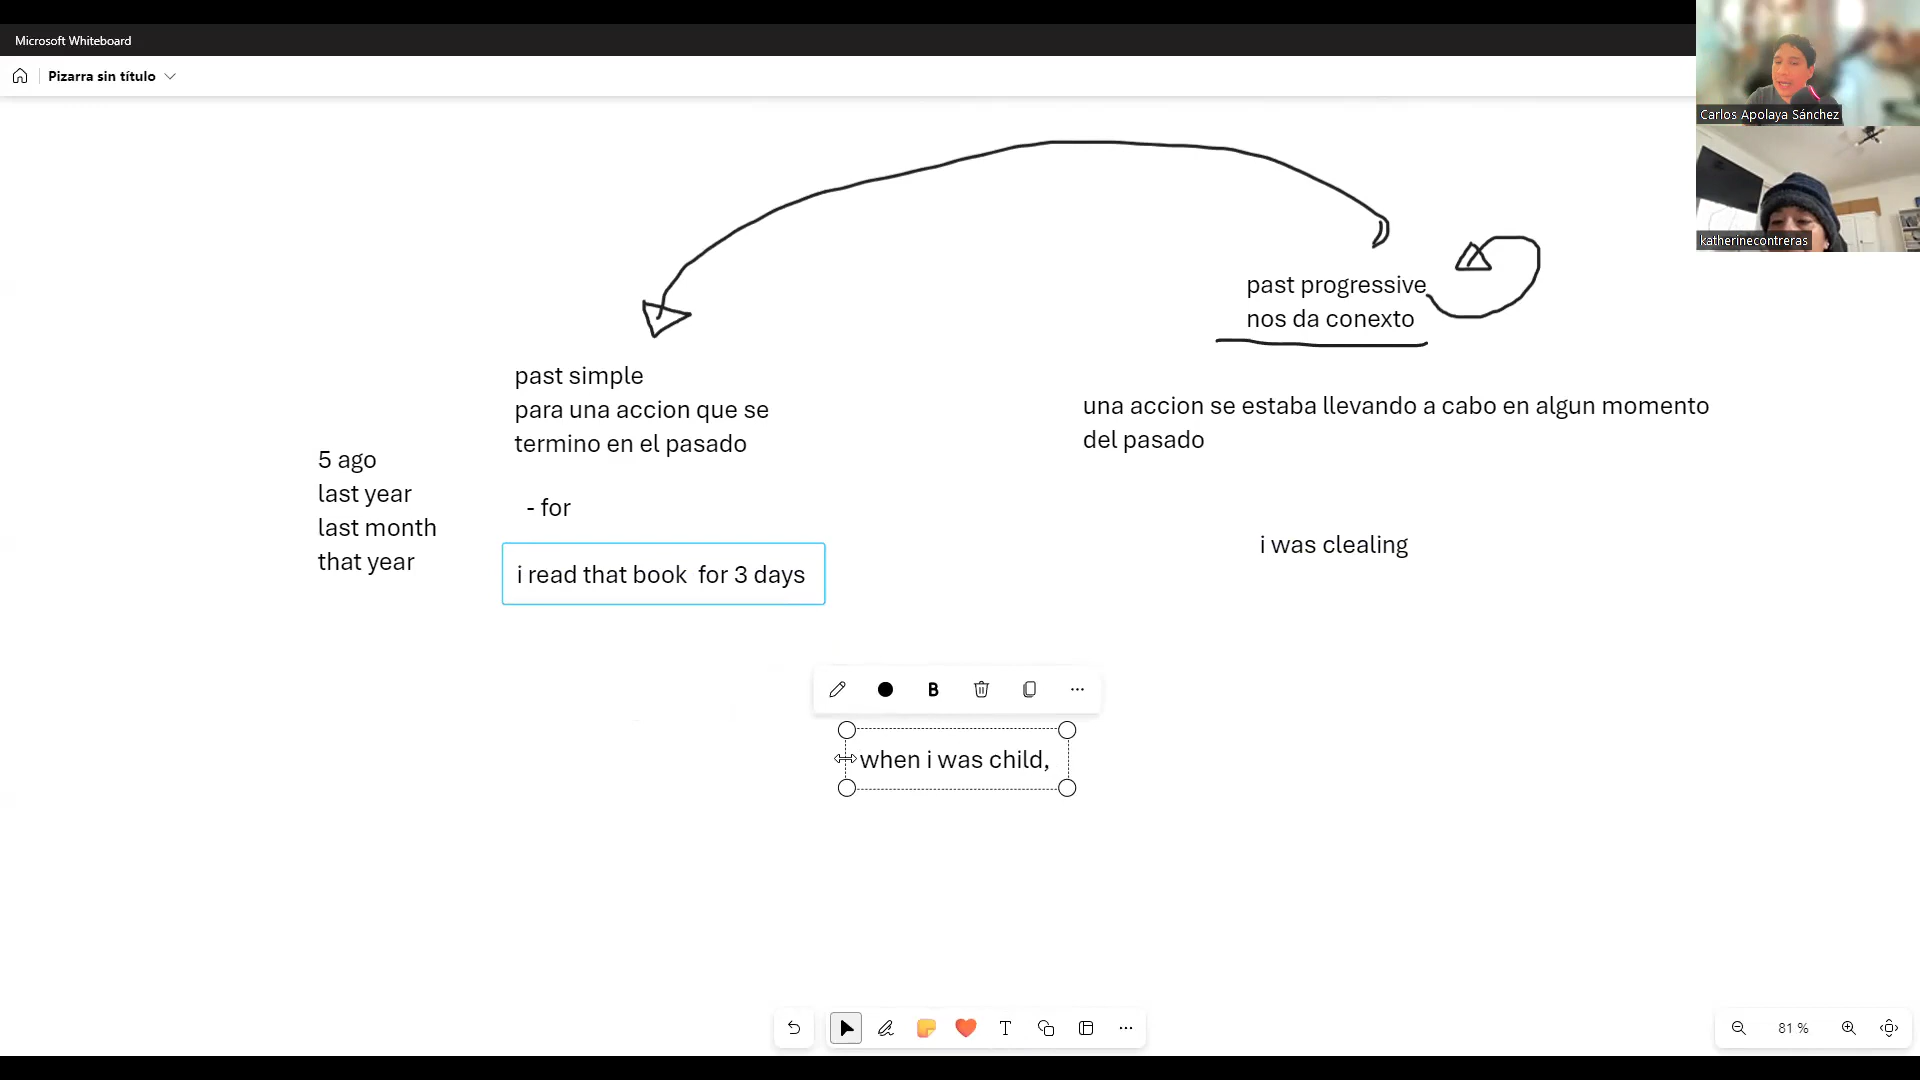 Microsoft Whiteboard
Pizarra sin título
Carlos Apolaya Sánchez
katherinecontreras
past progressive
nos da conexto
past simple
para una accion que se
termino en el pasado
una accion se estaba llevando a cabo en algun momento
del pasado
5 ago
last year
last month
that year
- for
i read that book for 3 days
i was clealing
B
when i was child,
T
81 %